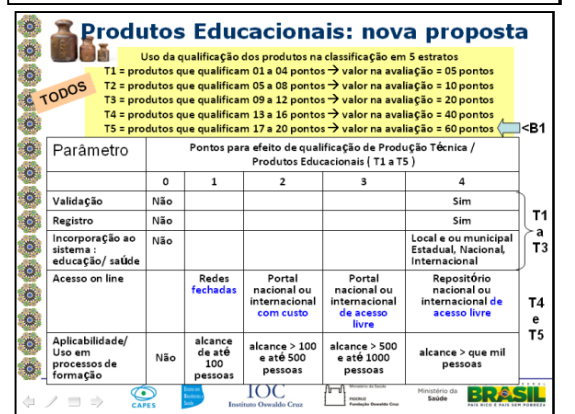 Produtos Educacionais: nova proposta
Uso da qualificação dos produtos na classificação em 5 estratos
T1 = produtos que qualificam 01 a 04 pontos → valor na avaliação = 05 pontos
T2 = produtos que qualificam 05 a 08 pontos → valor na avaliação = 10 pontos
TODOS
T3 = produtos que qualificam 09 a 12 pontos → valor na avaliação = 20 pontos
T4 = produtos que qualificam 13 a 16 pontos → valor na avaliação = 40 pontos
T5 = produtos que qualificam 17 a 20 pontos → valor na avaliação = 60 pontos
<B1
Parâmetro
Pontos para efeito de qualificação de Produção Técnica /
Produtos Educacionais ( T1 a T5 )
0 1 2 3 4
Validação Não Sim
Registro Não Sim
Incorporação ao
sistema :
educação/ saúde
Não
Local e ou municipal
Estadual, Nacional,
Internacional
T1
a
T3
Acesso on line
Redes
fechadas
Portal
nacional ou
internacional
com custo
Portal
nacional ou
internacional
de acesso
livre
Repositório
nacional ou
internacional de
acesso livre
T4
e
T5
Aplicabilidade/
Uso em
processos de
formação
Não
alcance
de até
100
pessoas
alcance > 100
e até 500
pessoas
alcance > 500
e até 1000
pessoas
alcance > que mil
pessoas
CAPES
IOC
Instituto Oswaldo Cruz
Ministério da Saúde
FIOCRUZ
Fundação Oswaldo Cruz
Ministério da
Saúde
BRASIL
PAÍS RICO É PAÍS SEM POBREZA